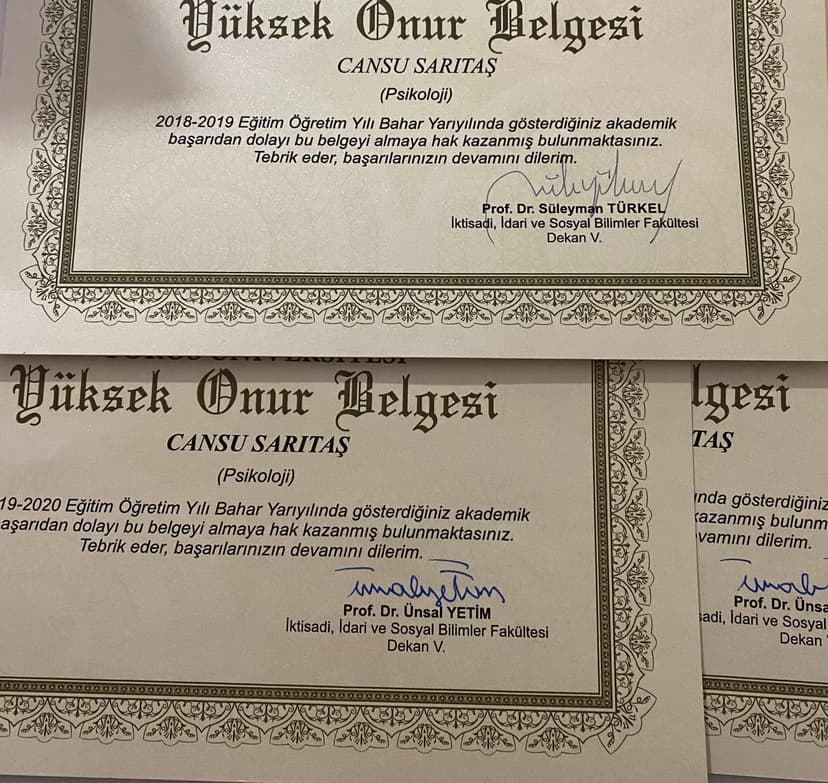 Yüksek Onur Belgesi
CANSU SARITAŞ
(Psikoloji)
2018-2019 Eğitim Öğretim Yılı Bahar Yarıyılında gösterdiğiniz akademik
başarıdan dolayı bu belgeyi almaya hak kazanmış bulunmaktasınız.
Tebrik eder, başarılarınızın devamını dilerim.
Prof. Dr. Süleyman TÜRKEL
İktisadi, İdari ve Sosyal Bilimler Fakültesi
Dekan V.
ÜNİVERSİTESİ
Yüksek Onur Belgesi
CANSU SARITAŞ
(Psikoloji)
19-2020 Eğitim Öğretim Yılı Bahar Yarıyılında gösterdiğiniz akademik
aşarıdan dolayı bu belgeyi almaya hak kazanmış bulunmaktasınız.
Tebrik eder, başarılarınızın devamını dilerim.
Prof. Dr. Ünsal YETİM
İktisadi, İdari ve Sosyal Bilimler Fakültesi
Dekan V.
lgesi
TAŞ
ında gösterdiğiniz
kazanmış bulunm
vamını dilerim.
Prof. Dr. Ünsa
sadi, İdari ve Sosyal
Dekan